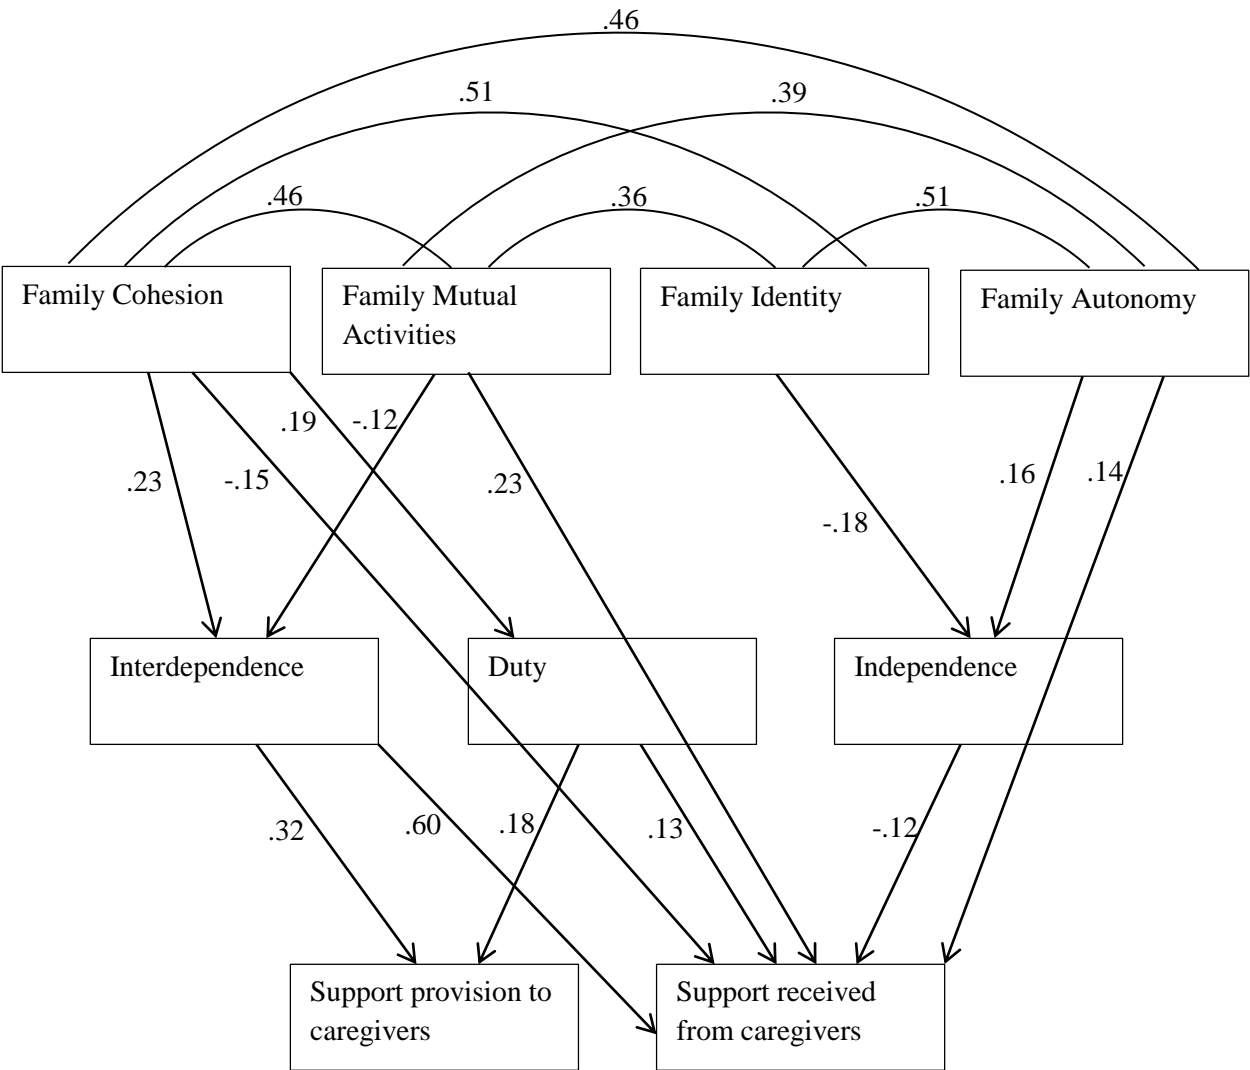 .46
.51
.39
.46
.36
.51
Family Cohesion
Family Mutual
Activities
Family Identity
Family Autonomy
.19
-.12
.23
-.15
.23
-.18
.16
.14
Interdependence
Duty
Independence
.32
.60
.18
.13
-.12
Support provision to
caregivers
Support received
from caregivers